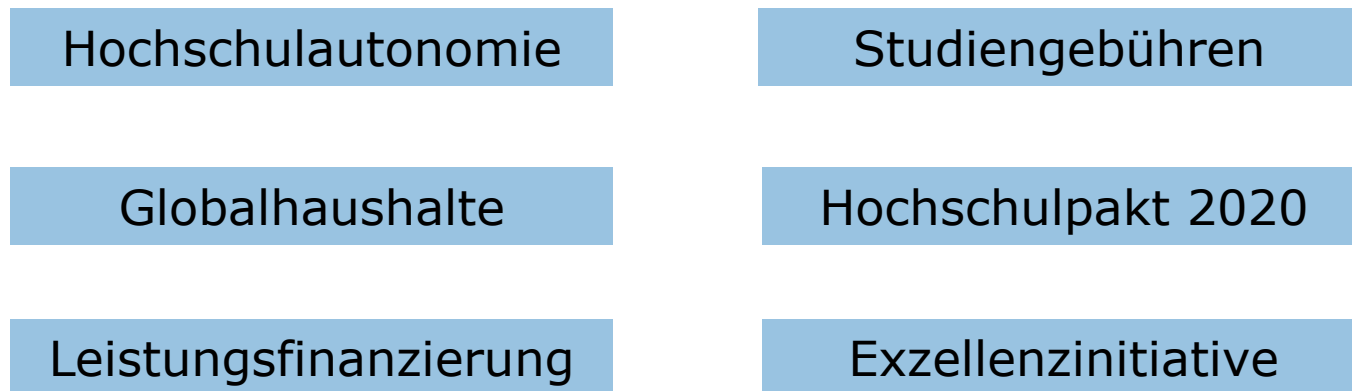 Hochschulautonomie
Studiengebühren
Globalhaushalte
Hochschulpakt 2020
Leistungsfinanzierung
Exzellenzinitiative